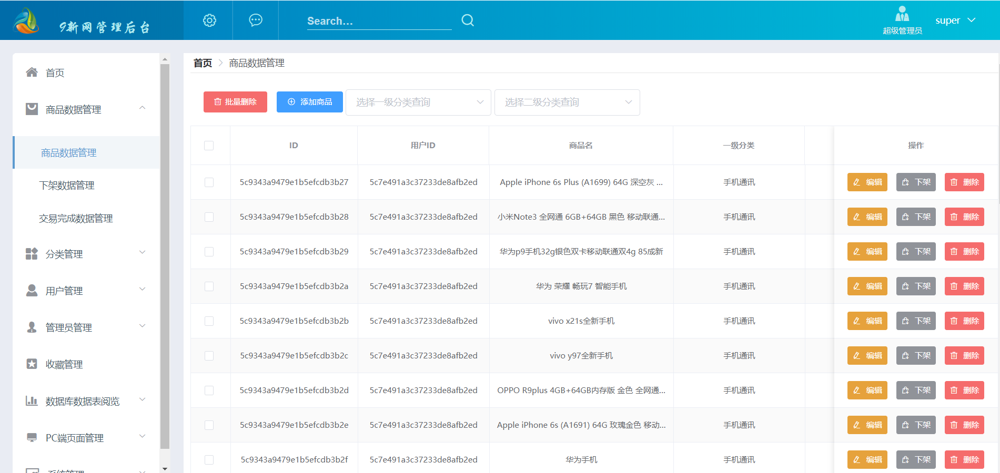 9新网管理后台
Search...
超级管理员
super
首页
商品数据管理
商品数据管理
下架数据管理
交易完成数据管理
分类管理
用户管理
管理员管理
收藏管理
数据库数据表阅览
PC端页面管理
系统管理
首页 > 商品数据管理
批量删除 添加商品 选择一级分类查询 选择二级分类查询
ID 用户ID 商品名 一级分类 操作
5c9343a9479e1b5efcdb3b27 5c7e491a3c37233de8afb2ed Apple iPhone 6s Plus (A1699) 64G 深空灰 ... 手机通讯 编辑 下架 删除
5c9343a9479e1b5efcdb3b28 5c7e491a3c37233de8afb2ed 小米Note3 全网通 6GB+64GB 黑色 移动联通... 手机通讯 编辑 下架 删除
5c9343a9479e1b5efcdb3b29 5c7e491a3c37233de8afb2ed 华为p9手机32g银色双卡移动联通双4g 85成新 手机通讯 编辑 下架 删除
5c9343a9479e1b5efcdb3b2a 5c7e491a3c37233de8afb2ed 华为 荣耀 畅玩7 智能手机 手机通讯 编辑 下架 删除
5c9343a9479e1b5efcdb3b2b 5c7e491a3c37233de8afb2ed vivo x21s全新手机 手机通讯 编辑 下架 删除
5c9343a9479e1b5efcdb3b2c 5c7e491a3c37233de8afb2ed vivo y97全新手机 手机通讯 编辑 下架 删除
5c9343a9479e1b5efcdb3b2d 5c7e491a3c37233de8afb2ed OPPO R9plus 4GB+64GB内存版 金色 全网通... 手机通讯 编辑 下架 删除
5c9343a9479e1b5efcdb3b2e 5c7e491a3c37233de8afb2ed Apple iPhone 6s (A1691) 64G 玫瑰金色 移动... 手机通讯 编辑 下架 删除
5c9343a9479e1b5efcdb3b2f 5c7e491a3c37233de8afb2ed 华为手机 手机通讯 编辑 下架 删除